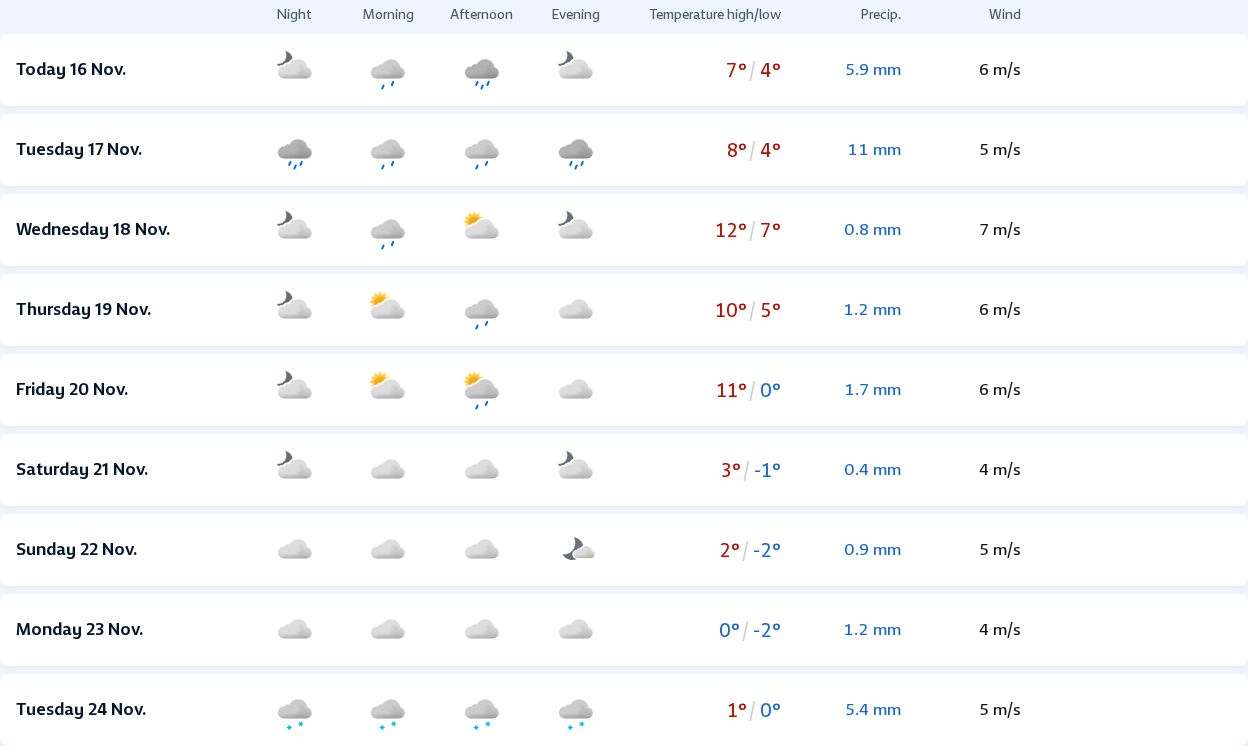 Night Morning Afternoon Evening Temperature high/low Precip. Wind
Today 16 Nov. 7°/4° 5.9 mm 6 m/s
Tuesday 17 Nov. 8°/4° 11 mm 5 m/s
Wednesday 18 Nov. 12°/7° 0.8 mm 7 m/s
Thursday 19 Nov. 10°/5° 1.2 mm 6 m/s
Friday 20 Nov. 11°/0° 1.7 mm 6 m/s
Saturday 21 Nov. 3°/-1° 0.4 mm 4 m/s
Sunday 22 Nov. 2°/-2° 0.9 mm 5 m/s
Monday 23 Nov. 0°/-2° 1.2 mm 4 m/s
Tuesday 24 Nov. 1°/0° 5.4 mm 5 m/s